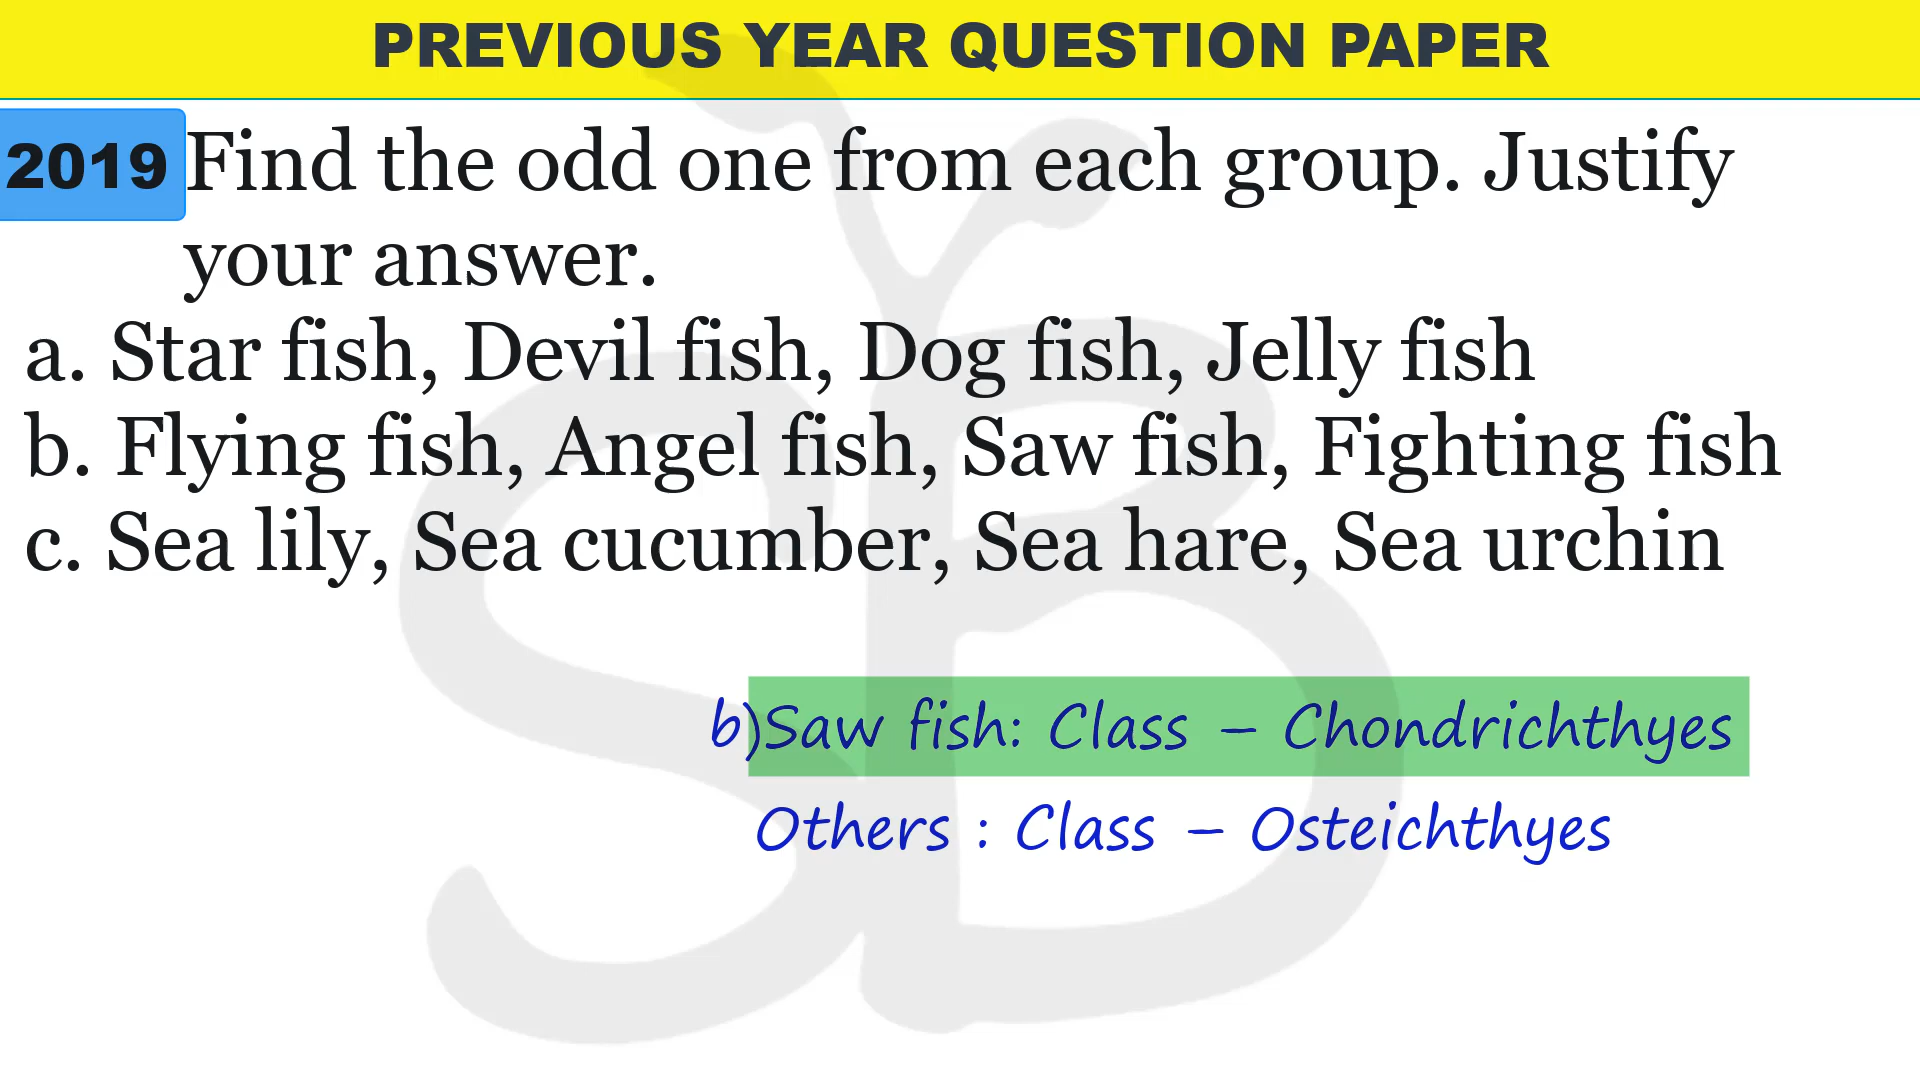 PREVIOUS YEAR QUESTION PAPER
2019 Find the odd one from each group. Justify
your answer.
a. Star fish, Devil fish, Dog fish, Jelly fish
b. Flying fish, Angel fish, Saw fish, Fighting fish
c. Sea lily, Sea cucumber, Sea hare, Sea urchin
b)Saw fish: Class – Chondrichthyes
Others : Class – Osteichthyes
SB